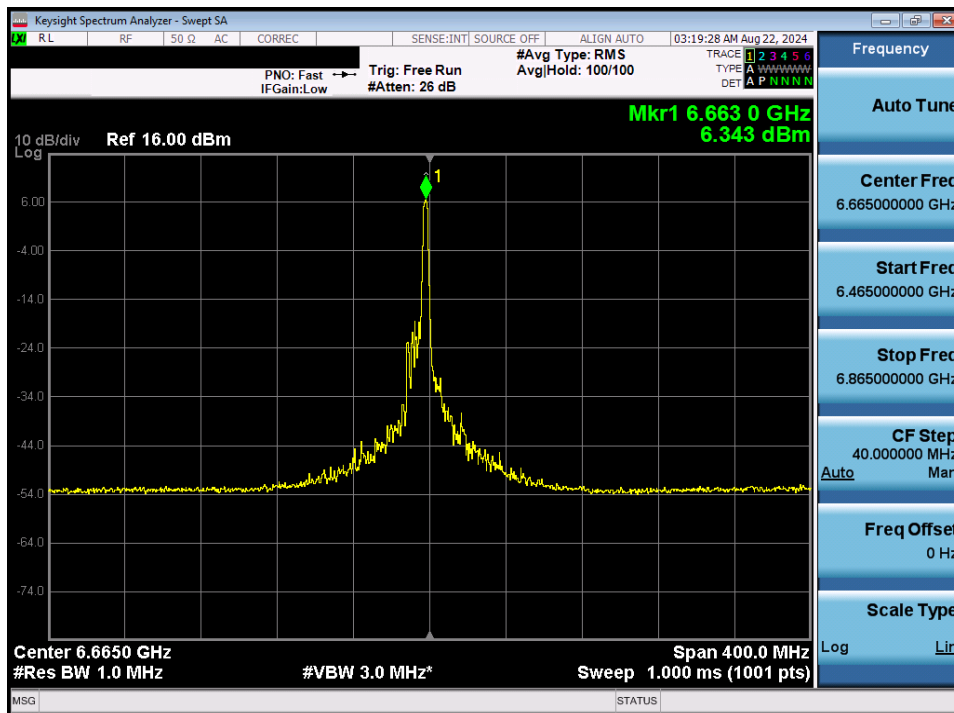 Keysight Spectrum Analyzer - Swept SA
LXI RL RF 50 Ω AC CORREC SENSE:INT SOURCE OFF ALIGN AUTO 03:19:28 AM Aug 22, 2024
PNO: Fast Trig: Free Run #Avg Type: RMS TRACE 1 2 3 4 5 6
IFGain:Low #Atten: 26 dB Avg|Hold: 100/100 TYPE A WWWWW
DET A P N N N N
Mkr1 6.663 0 GHz
6.343 dBm
10 dB/div Ref 16.00 dBm
Log
1
6.00
-4.00
-14.0
-24.0
-34.0
-44.0
-54.0
-64.0
-74.0
Center 6.6650 GHz Span 400.0 MHz
#Res BW 1.0 MHz #VBW 3.0 MHz* Sweep 1.000 ms (1001 pts)
MSG STATUS
Frequency
Auto Tune
Center Freq
6.665000000 GHz
Start Freq
6.465000000 GHz
Stop Freq
6.865000000 GHz
CF Step
40.000000 MHz
Auto Man
Freq Offset
0 Hz
Scale Type
Log Lin